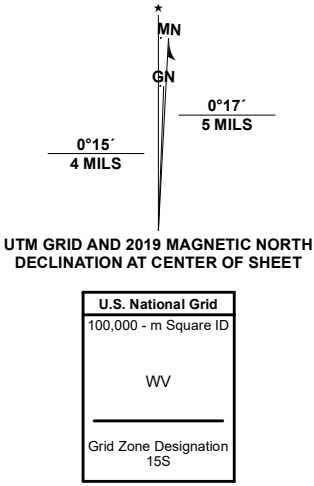 ★
MN
GN
0°17´
5 MILS
0°15´
4 MILS
UTM GRID AND 2019 MAGNETIC NORTH
DECLINATION AT CENTER OF SHEET
U.S. National Grid
100,000 - m Square ID
WV
Grid Zone Designation
15S